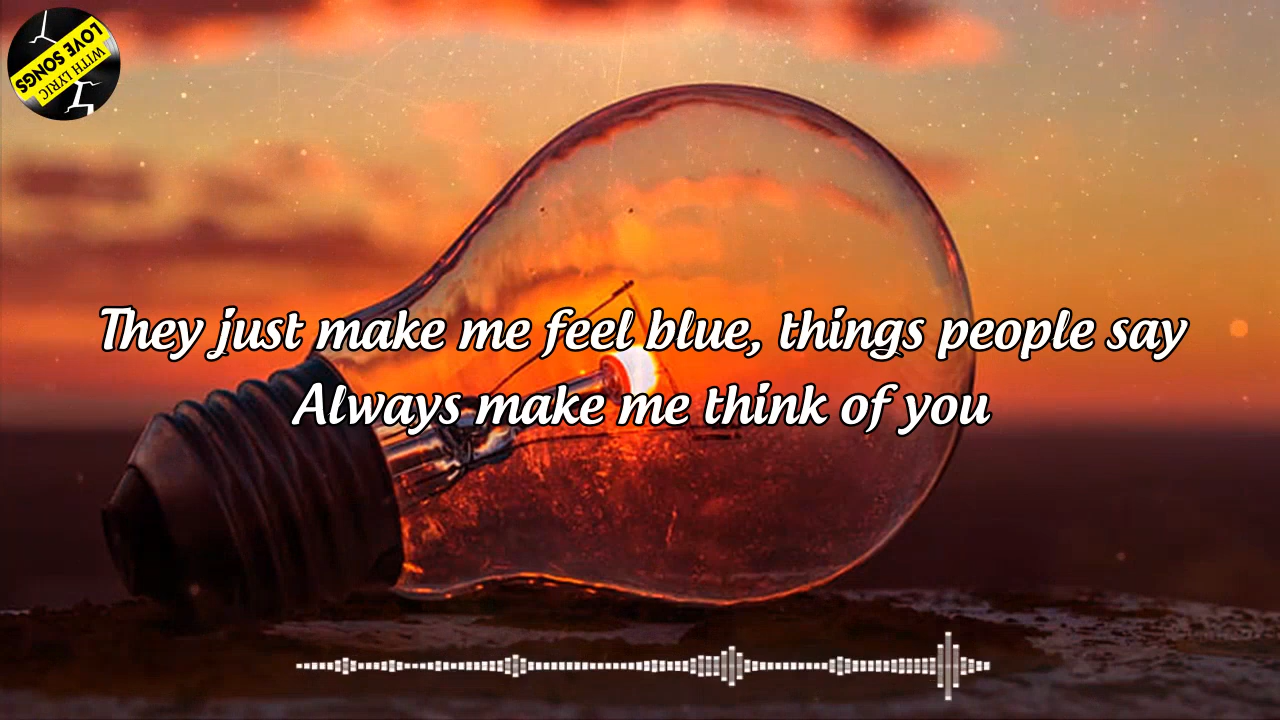 LOVE SONGS
WITH LYRIC
They just make me feel blue, things people say
Always make me think of you